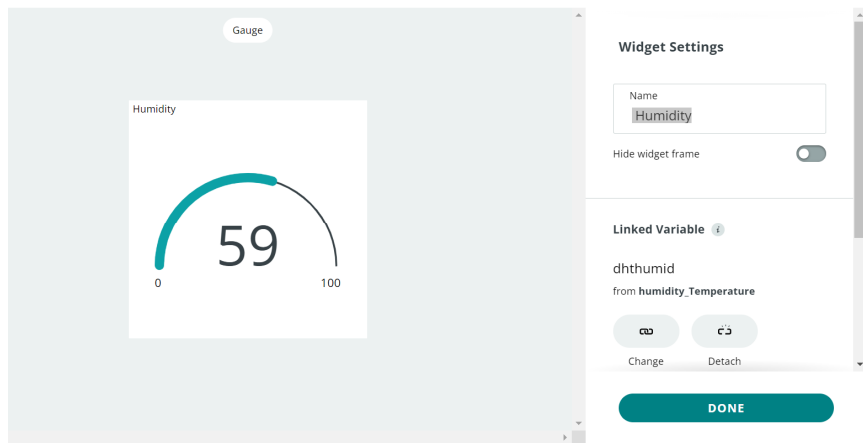 Gauge
Humidity
59
0
100
Widget Settings
Name
Humidity
Hide widget frame
Linked Variable i
dhthumid
from humidity_Temperature
Change
Detach
DONE